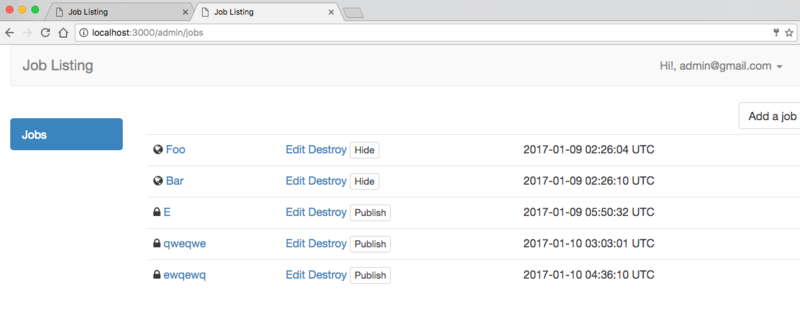 Job Listing Job Listing
localhost:3000/admin/jobs
Job Listing Hi!, admin@gmail.com
Add a job
Jobs
Foo Edit Destroy Hide 2017-01-09 02:26:04 UTC
Bar Edit Destroy Hide 2017-01-09 02:26:10 UTC
E Edit Destroy Publish 2017-01-09 05:50:32 UTC
qweqwe Edit Destroy Publish 2017-01-10 03:03:01 UTC
ewqewq Edit Destroy Publish 2017-01-10 04:36:10 UTC